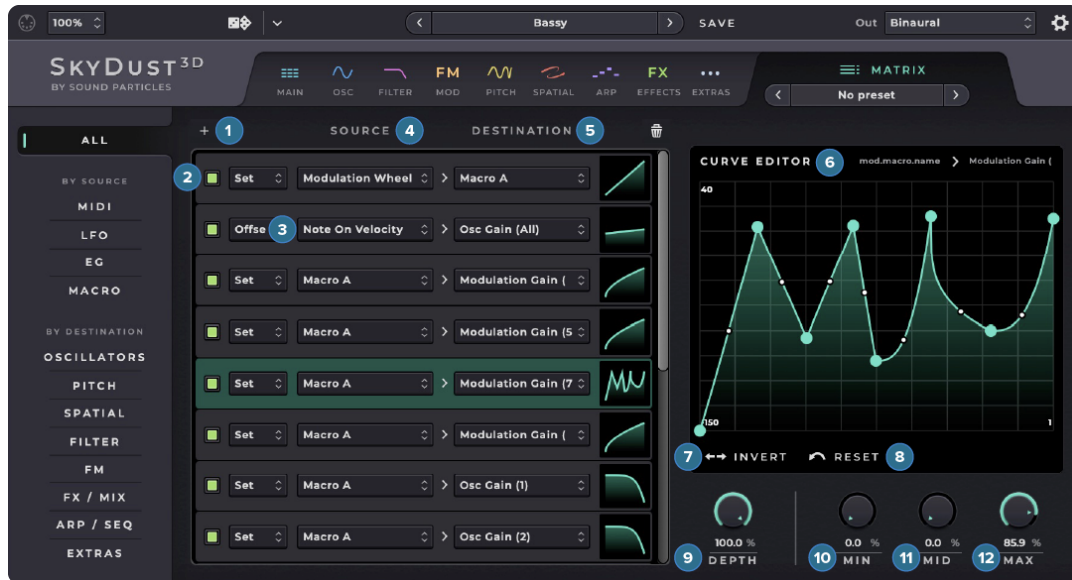 100%
Bassy
SAVE
Out
Binaural
SKYDUST 3D
BY SOUND PARTICLES
MAIN
OSC
FILTER
FM
MOD
PITCH
SPATIAL
ARP
FX
EFFECTS
EXTRAS
MATRIX
No preset
ALL
BY SOURCE
MIDI
LFO
EG
MACRO
BY DESTINATION
OSCILLATORS
PITCH
SPATIAL
FILTER
FM
FX / MIX
ARP / SEQ
EXTRAS
+ 1 SOURCE 4 DESTINATION 5
2 Set Modulation Wheel > Macro A
Offse 3 Note On Velocity > Osc Gain (All)
Set Macro A > Modulation Gain (
Set Macro A > Modulation Gain (5
Set Macro A > Modulation Gain (7
Set Macro A > Modulation Gain (
Set Macro A > Osc Gain (1)
Set Macro A > Osc Gain (2)
CURVE EDITOR 6 mod.macro.name > Modulation Gain (
40
150
1
7 INVERT RESET 8
100.0 %
9 DEPTH
0.0 %
10 MIN
0.0 %
11 MID
85.9 %
12 MAX